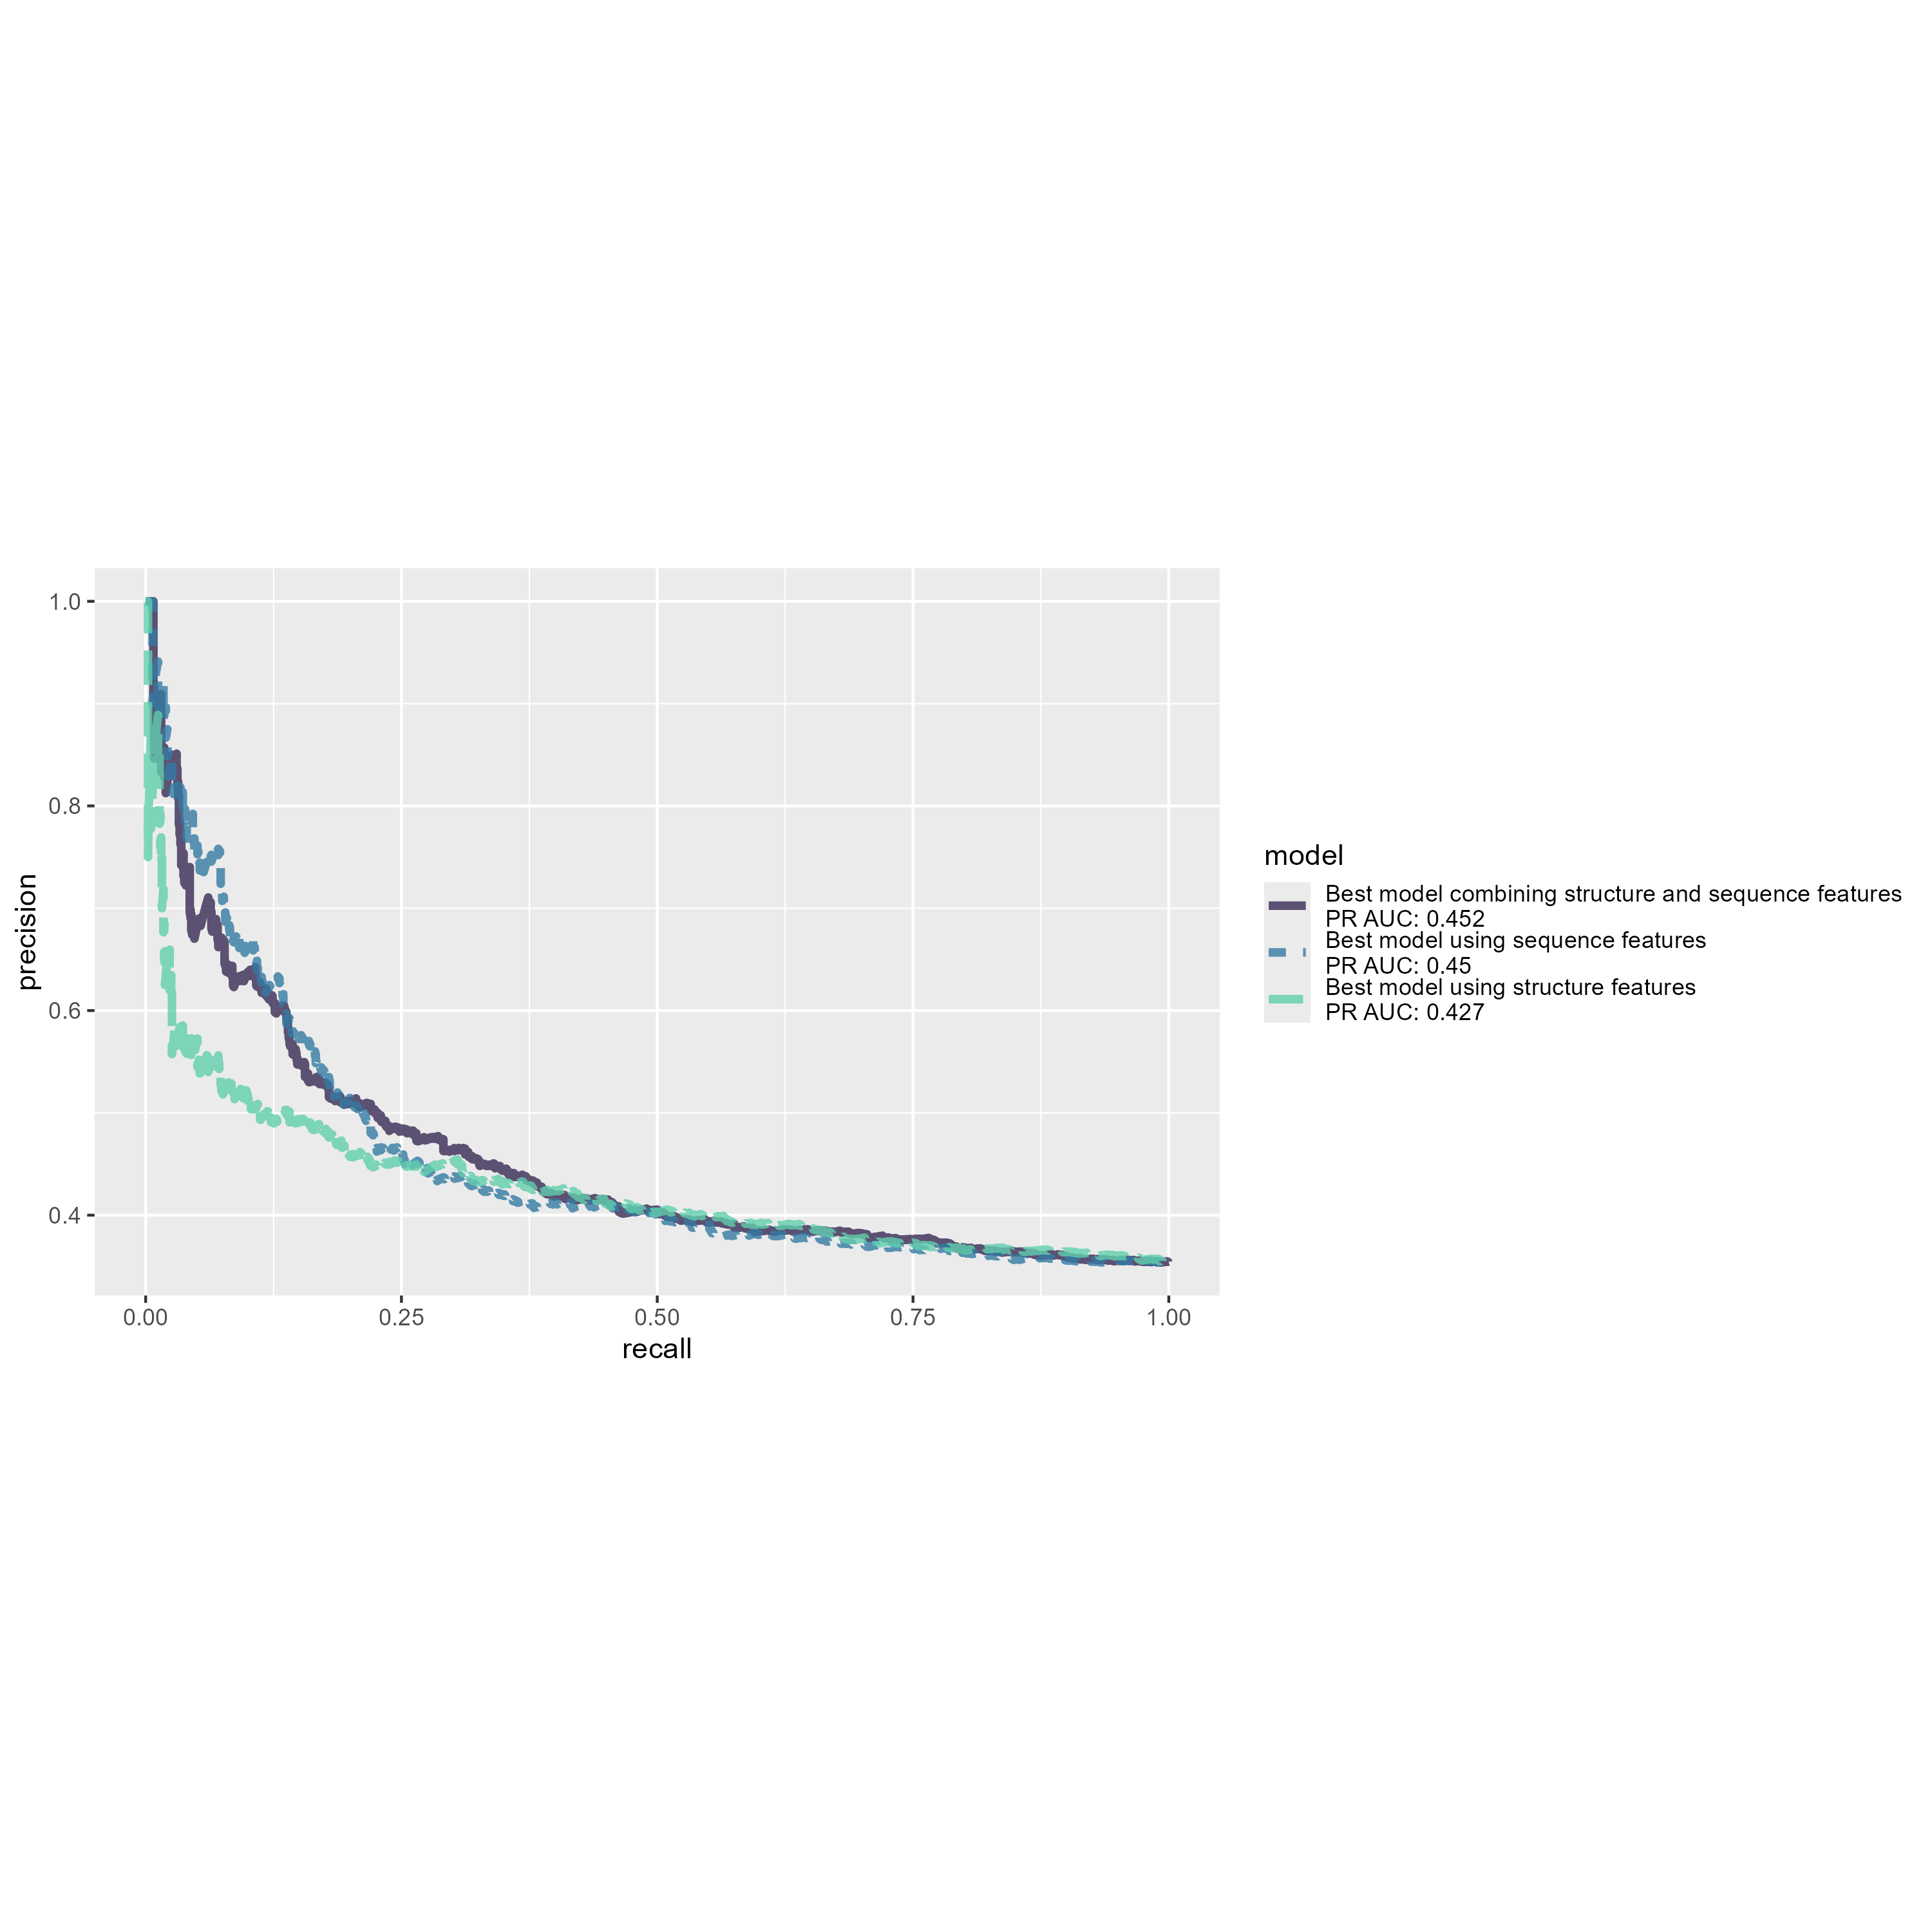 1.0
0.8
0.6
0.4
precision
0.00
0.25
0.50
0.75
1.00
recall
model
Best model combining structure and sequence features
PR AUC: 0.452
Best model using sequence features
PR AUC: 0.45
Best model using structure features
PR AUC: 0.427